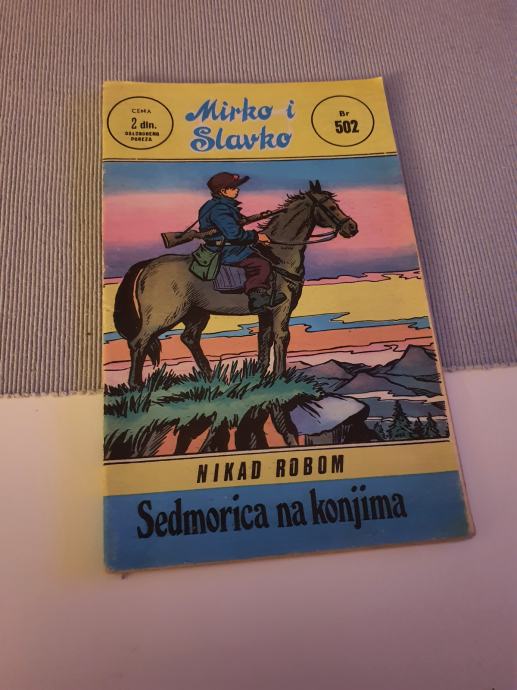 CENA
2 din.
OSLOBOĐENO
POREZA
Mirko i
Slavko
Br
502
NIKAD ROBOM
Sedmorica na konjima